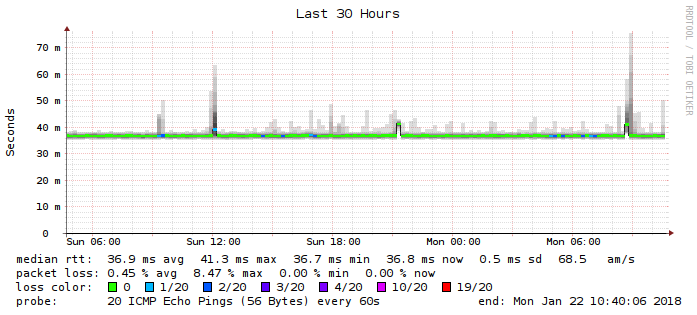 Last 30 Hours
RRDTOOL / TOBI OETIKER
Seconds
70 m
60 m
50 m
40 m
30 m
20 m
10 m
0
Sun 06:00 Sun 12:00 Sun 18:00 Mon 00:00 Mon 06:00
median rtt: 36.9 ms avg 41.3 ms max 36.7 ms min 36.8 ms now 0.5 ms sd 68.5 am/s
packet loss: 0.45 % avg 8.47 % max 0.00 % min 0.00 % now
loss color: 0 1/20 2/20 3/20 4/20 10/20 19/20
probe: 20 ICMP Echo Pings (56 Bytes) every 60s end: Mon Jan 22 10:40:06 2018